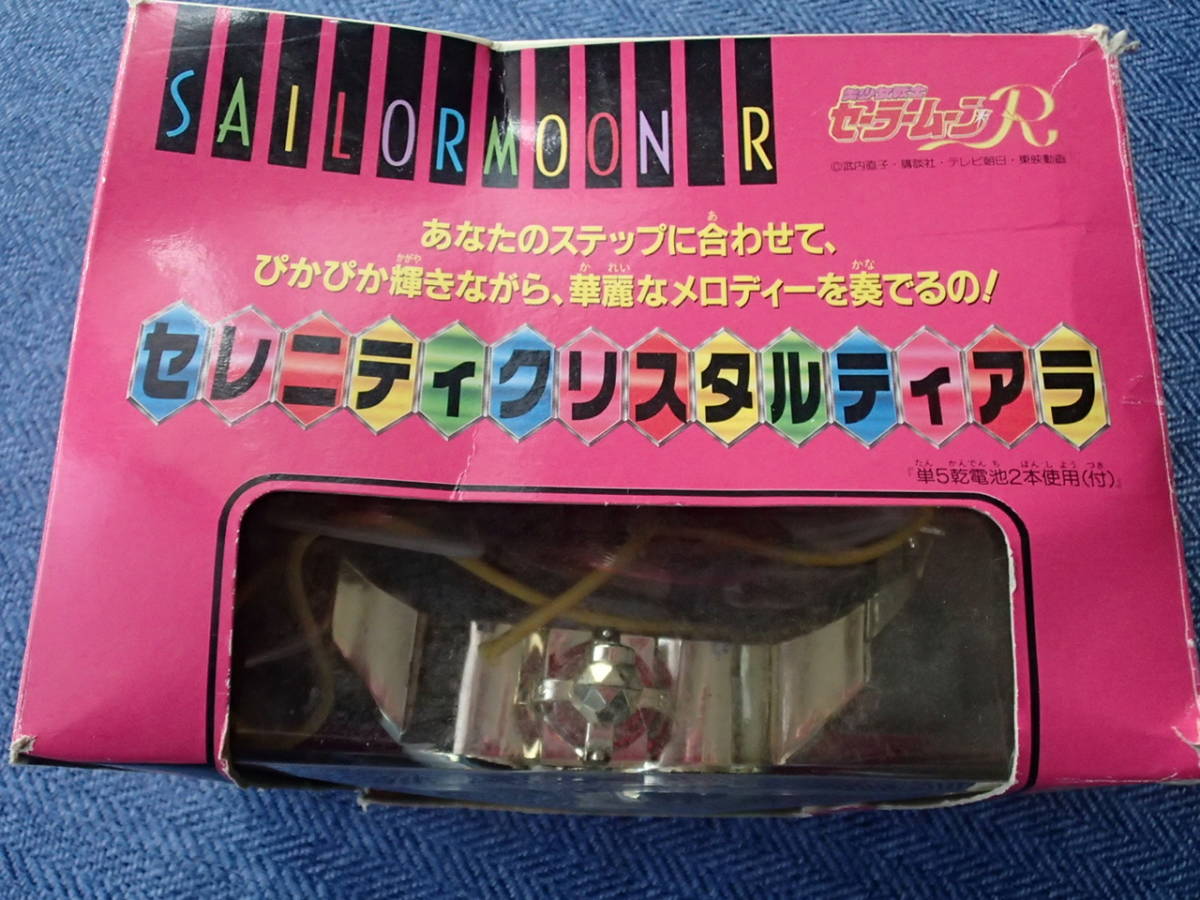 SAILORMOON R
美少女戦士
セーラームーンR
©武内直子・講談社・テレビ朝日・東映動画
あなたのステップに合わせて、
ぴかぴか輝きながら、華麗なメロディーを奏でるの!
セレニティクリスタルティアラ
『単5乾電池2本使用(付)』